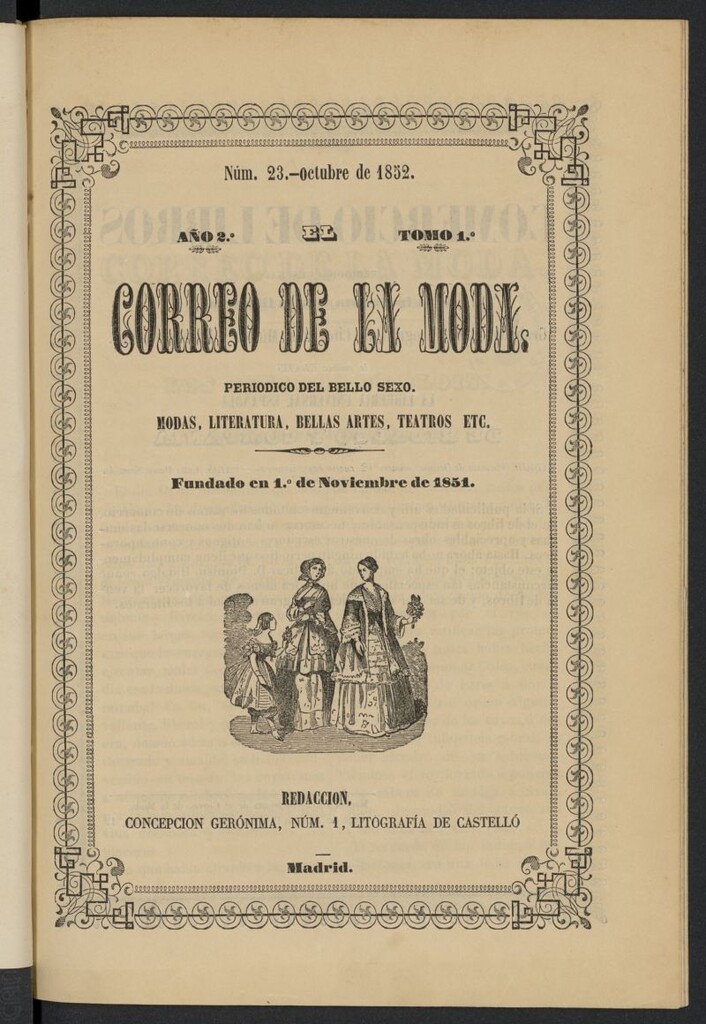 Núm. 23.-octubre de 1852.
AÑO 2.º EL TOMO 1.º
CORREO DE LA MODA.
PERIODICO DEL BELLO SEXO.
MODAS, LITERATURA, BELLAS ARTES, TEATROS ETC.
Fundado en 1.º de Noviembre de 1851.
REDACCION,
CONCEPCION GERÓNIMA, NÚM. 1, LITOGRAFÍA DE CASTELLÓ
Madrid.